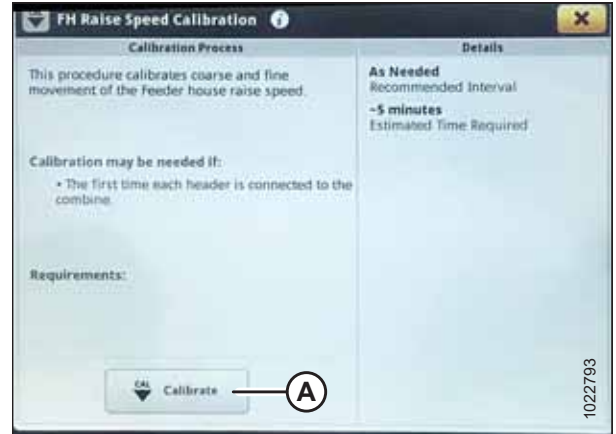 FH Raise Speed Calibration i
Calibration Process
Details
This procedure calibrates coarse and fine
movement of the Feeder house raise speed.
Calibration may be needed if:
• The first time each header is connected to the
combine.
Requirements:
CAL Calibrate
As Needed
Recommended Interval
~5 minutes
Estimated Time Required
A
1022793